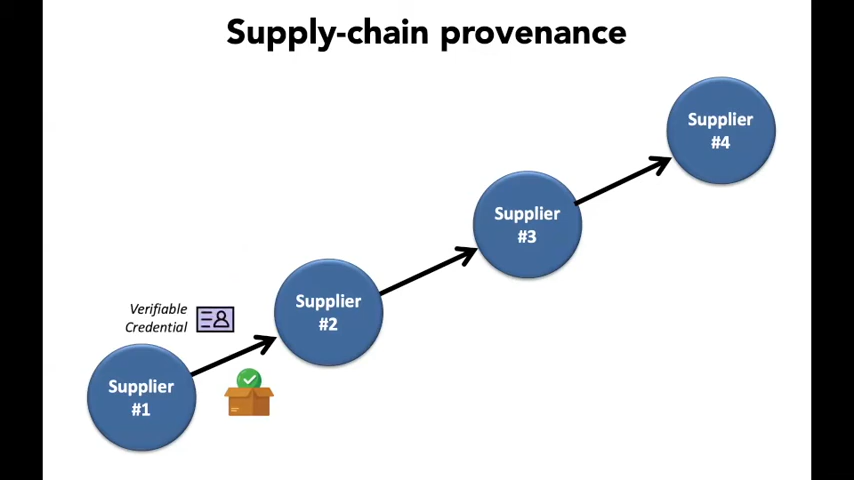 Supply-chain provenance
Supplier
#4
Supplier
#3
Supplier
#2
Verifiable
Credential
Supplier
#1